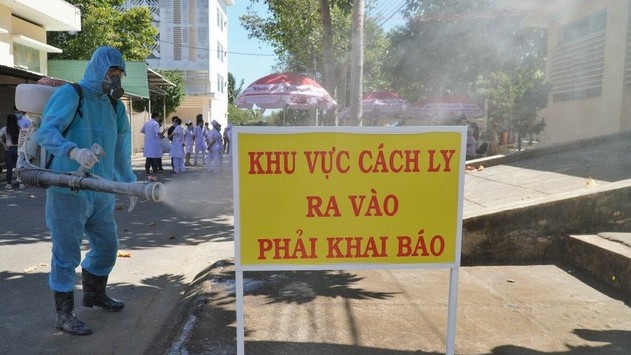 KHU VỰC CÁCH LY
RA VÀO
PHẢI KHAI BÁO